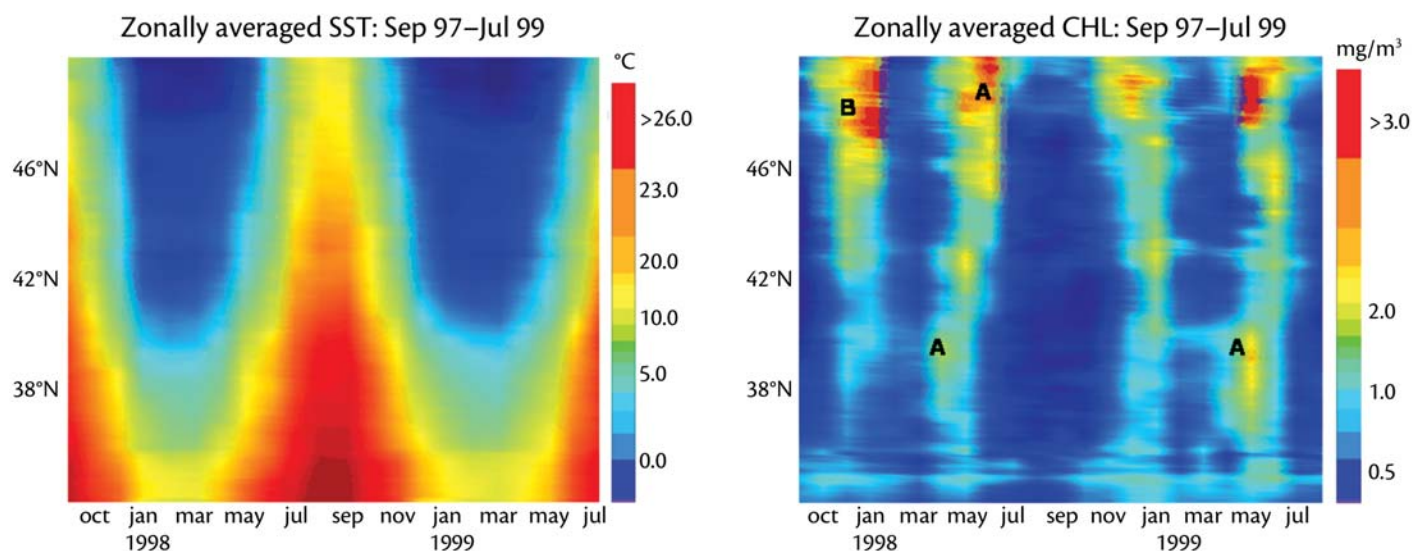 Zonally averaged SST: Sep 97–Jul 99
°C
>26.0
23.0
20.0
10.0
5.0
0.0
46°N
42°N
38°N
oct jan mar may jul sep nov jan mar may jul
1998 1999
Zonally averaged CHL: Sep 97–Jul 99
mg/m³
>3.0
2.0
1.0
0.5
46°N
42°N
38°N
B
A
A
A
oct jan mar may jul sep nov jan mar may jul
1998 1999